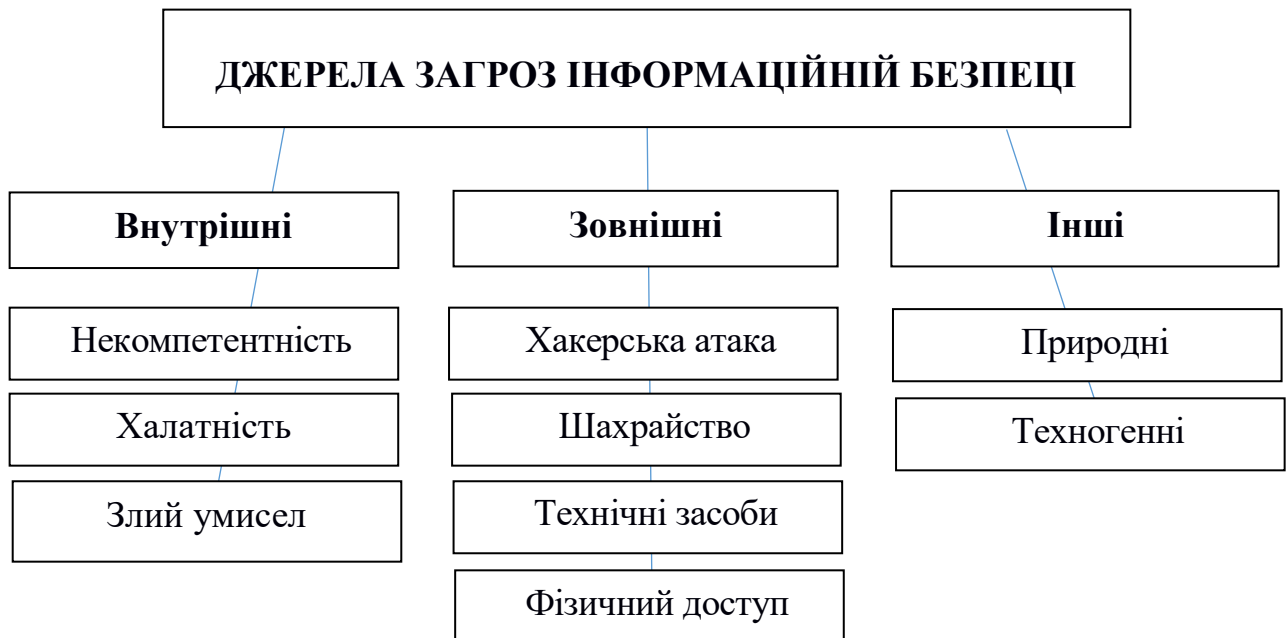 ДЖЕРЕЛА ЗАГРОЗ ІНФОРМАЦІЙНІЙ БЕЗПЕЦІ
Внутрішні
Некомпетентність
Халатність
Злий умисел
Зовнішні
Хакерська атака
Шахрайство
Технічні засоби
Фізичний доступ
Інші
Природні
Техногенні